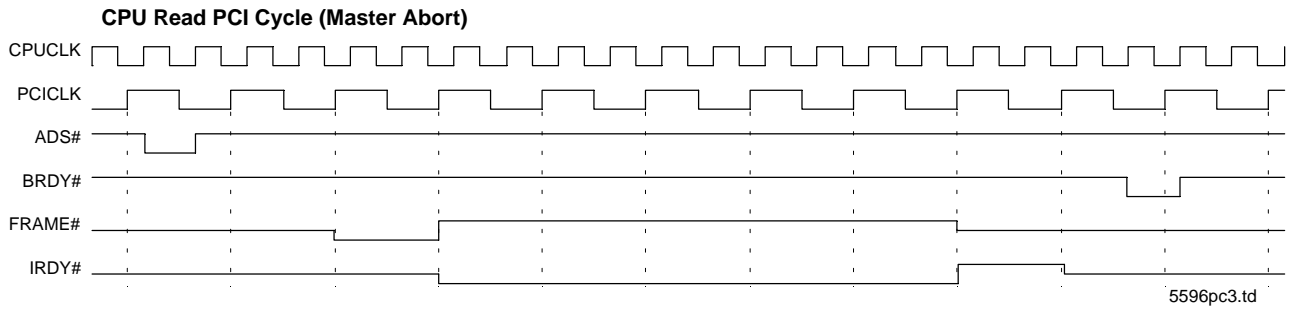 CPU Read PCI Cycle (Master Abort)
CPUCLK
PCICLK
ADS#
BRDY#
FRAME#
IRDY#
5596pc3.td